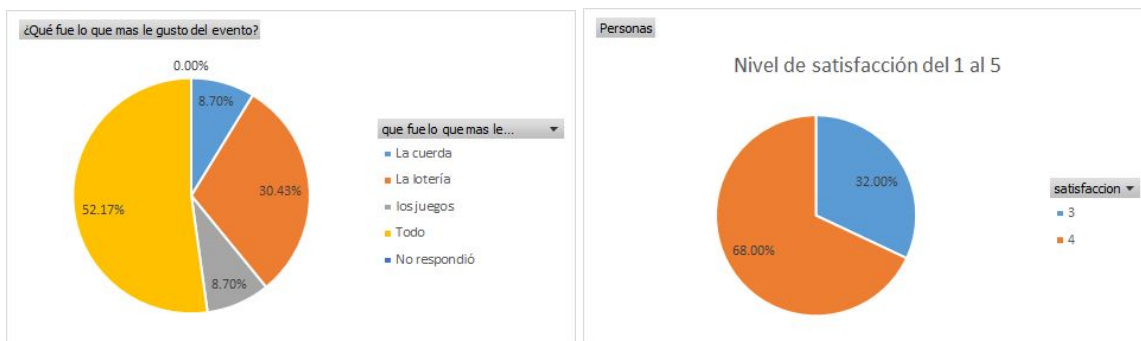 ¿Qué fue lo que mas le gusto del evento?
0.00%
8.70%
30.43%
8.70%
52.17%
que fue lo que mas le...
La cuerda
La lotería
los juegos
Todo
No respondió
Personas
Nivel de satisfacción del 1 al 5
32.00%
68.00%
satisfaccion
3
4